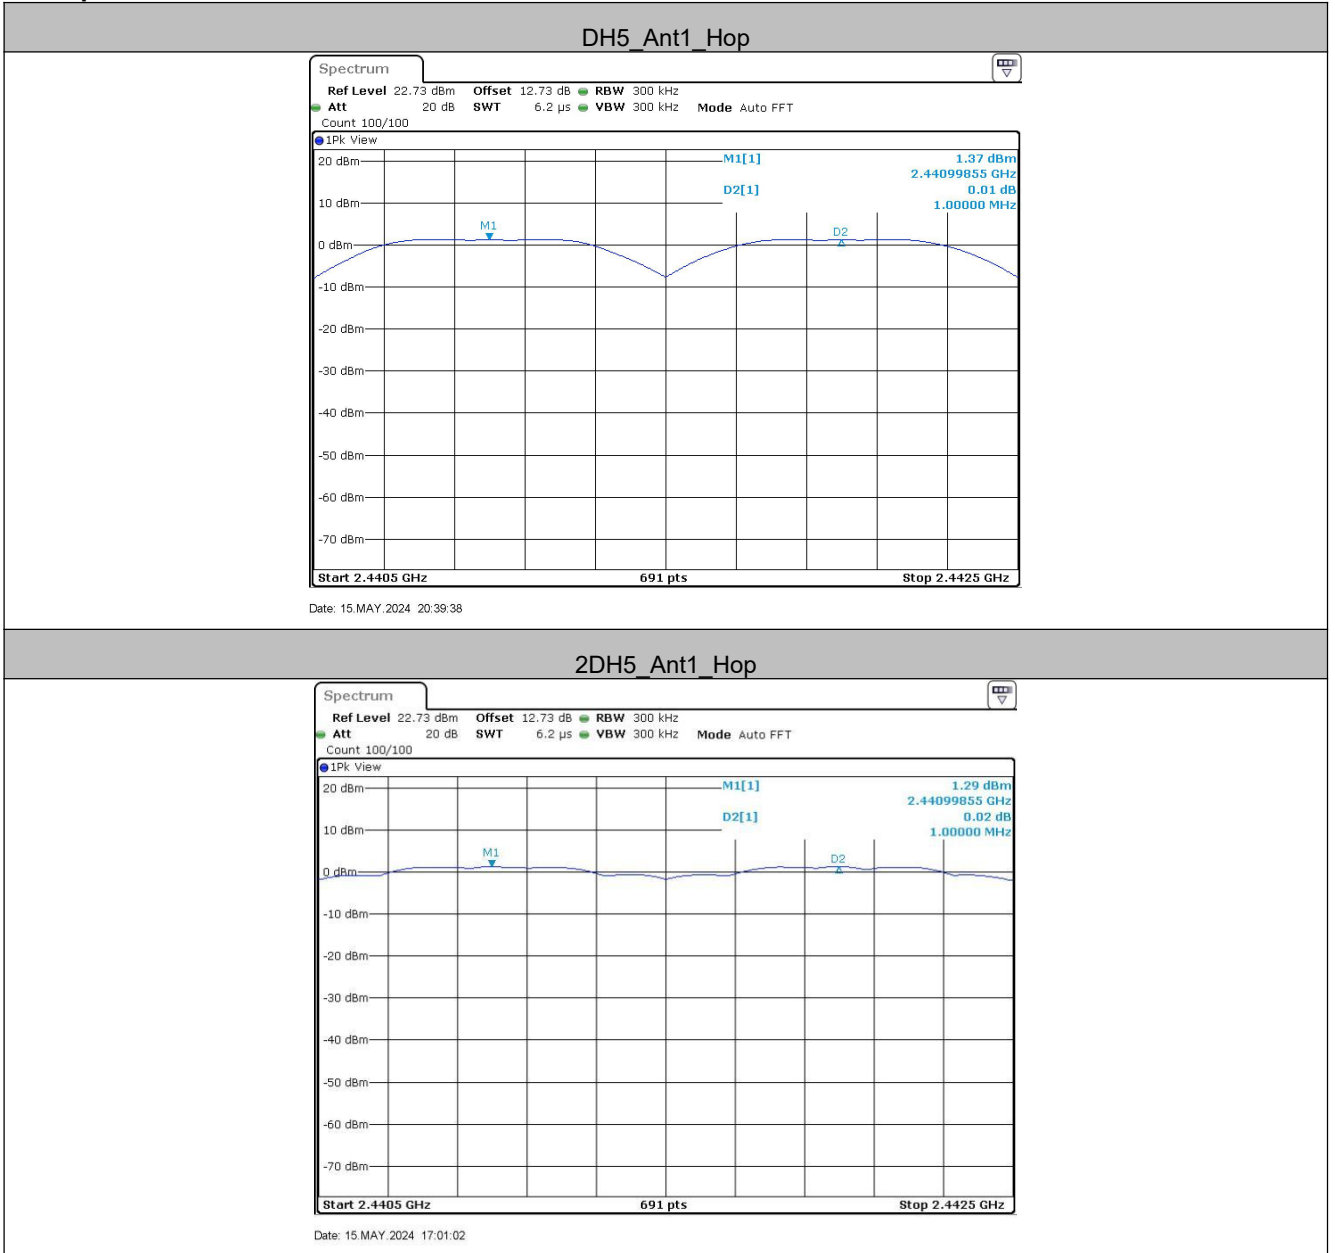 DH5_Ant1_Hop
Spectrum
Ref Level 22.73 dBm Offset 12.73 dB RBW 300 kHz
Att 20 dB SWT 6.2 µs VBW 300 kHz Mode Auto FFT
Count 100/100
1Pk View
20 dBm M1[1] 1.37 dBm
2.44099855 GHz
D2[1] 0.01 dB
10 dBm 1.00000 MHz
M1
D2
0 dBm
-10 dBm
-20 dBm
-30 dBm
-40 dBm
-50 dBm
-60 dBm
-70 dBm
Start 2.4405 GHz 691 pts Stop 2.4425 GHz
Date: 15.MAY.2024 20:39:38
2DH5_Ant1_Hop
Spectrum
Ref Level 22.73 dBm Offset 12.73 dB RBW 300 kHz
Att 20 dB SWT 6.2 µs VBW 300 kHz Mode Auto FFT
Count 100/100
1Pk View
20 dBm M1[1] 1.29 dBm
2.44099855 GHz
D2[1] 0.02 dB
10 dBm 1.00000 MHz
M1
D2
0 dBm
-10 dBm
-20 dBm
-30 dBm
-40 dBm
-50 dBm
-60 dBm
-70 dBm
Start 2.4405 GHz 691 pts Stop 2.4425 GHz
Date: 15.MAY.2024 17:01:02